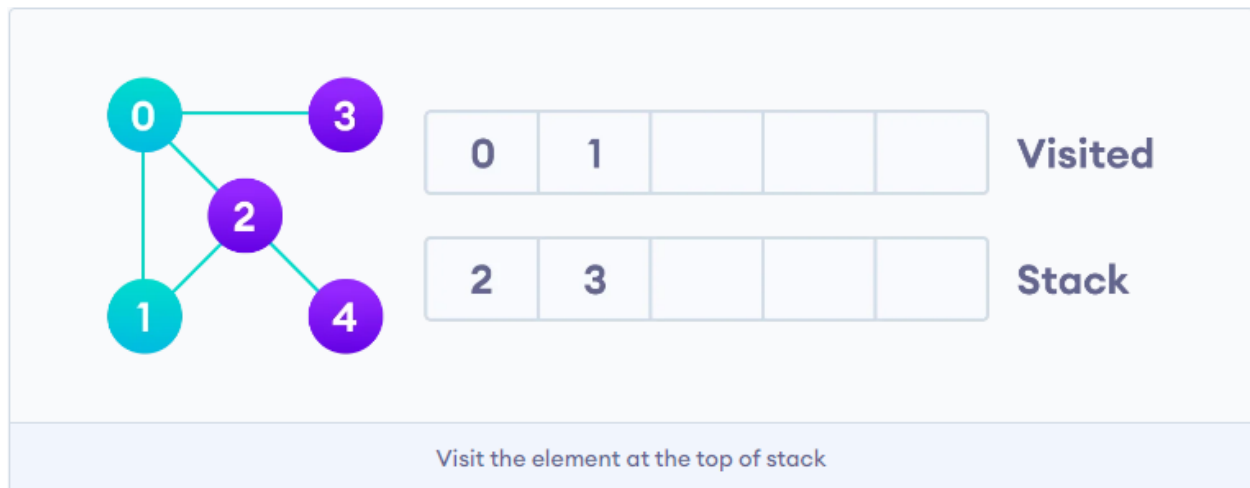 0 3
0 1 Visited
2
2 3 Stack
1 4
Visit the element at the top of stack